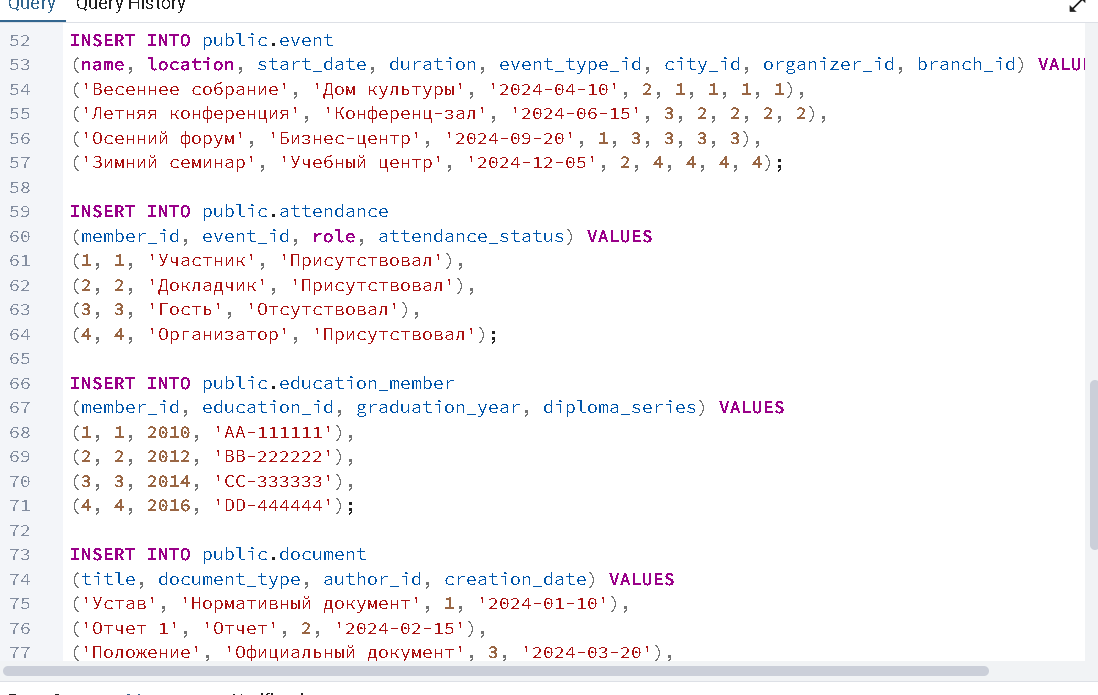 Query Query History
52 INSERT INTO public.event
53 (name, location, start_date, duration, event_type_id, city_id, organizer_id, branch_id) VALU
54 ('Весеннее собрание', 'Дом культуры', '2024-04-10', 2, 1, 1, 1, 1),
55 ('Летняя конференция', 'Конференц-зал', '2024-06-15', 3, 2, 2, 2, 2),
56 ('Осенний форум', 'Бизнес-центр', '2024-09-20', 1, 3, 3, 3, 3),
57 ('Зимний семинар', 'Учебный центр', '2024-12-05', 2, 4, 4, 4, 4);
58
59 INSERT INTO public.attendance
60 (member_id, event_id, role, attendance_status) VALUES
61 (1, 1, 'Участник', 'Присутствовал'),
62 (2, 2, 'Докладчик', 'Присутствовал'),
63 (3, 3, 'Гость', 'Отсутствовал'),
64 (4, 4, 'Организатор', 'Присутствовал');
65
66 INSERT INTO public.education_member
67 (member_id, education_id, graduation_year, diploma_series) VALUES
68 (1, 1, 2010, 'AA-111111'),
69 (2, 2, 2012, 'BB-222222'),
70 (3, 3, 2014, 'CC-333333'),
71 (4, 4, 2016, 'DD-444444');
72
73 INSERT INTO public.document
74 (title, document_type, author_id, creation_date) VALUES
75 ('Устав', 'Нормативный документ', 1, '2024-01-10'),
76 ('Отчет 1', 'Отчет', 2, '2024-02-15'),
77 ('Положение', 'Официальный документ', 3, '2024-03-20'),